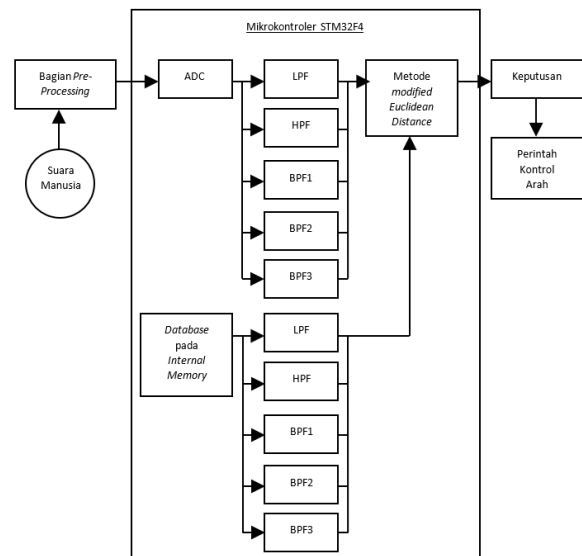 Mikrokontroler STM32F4
Bagian Pre-
Processing
ADC
LPF
Metode
modified
Euclidean
Distance
Keputusan
HPF
Suara
Manusia
Perintah
Kontrol
Arah
BPF1
BPF2
BPF3
Database
pada
Internal
Memory
LPF
HPF
BPF1
BPF2
BPF3